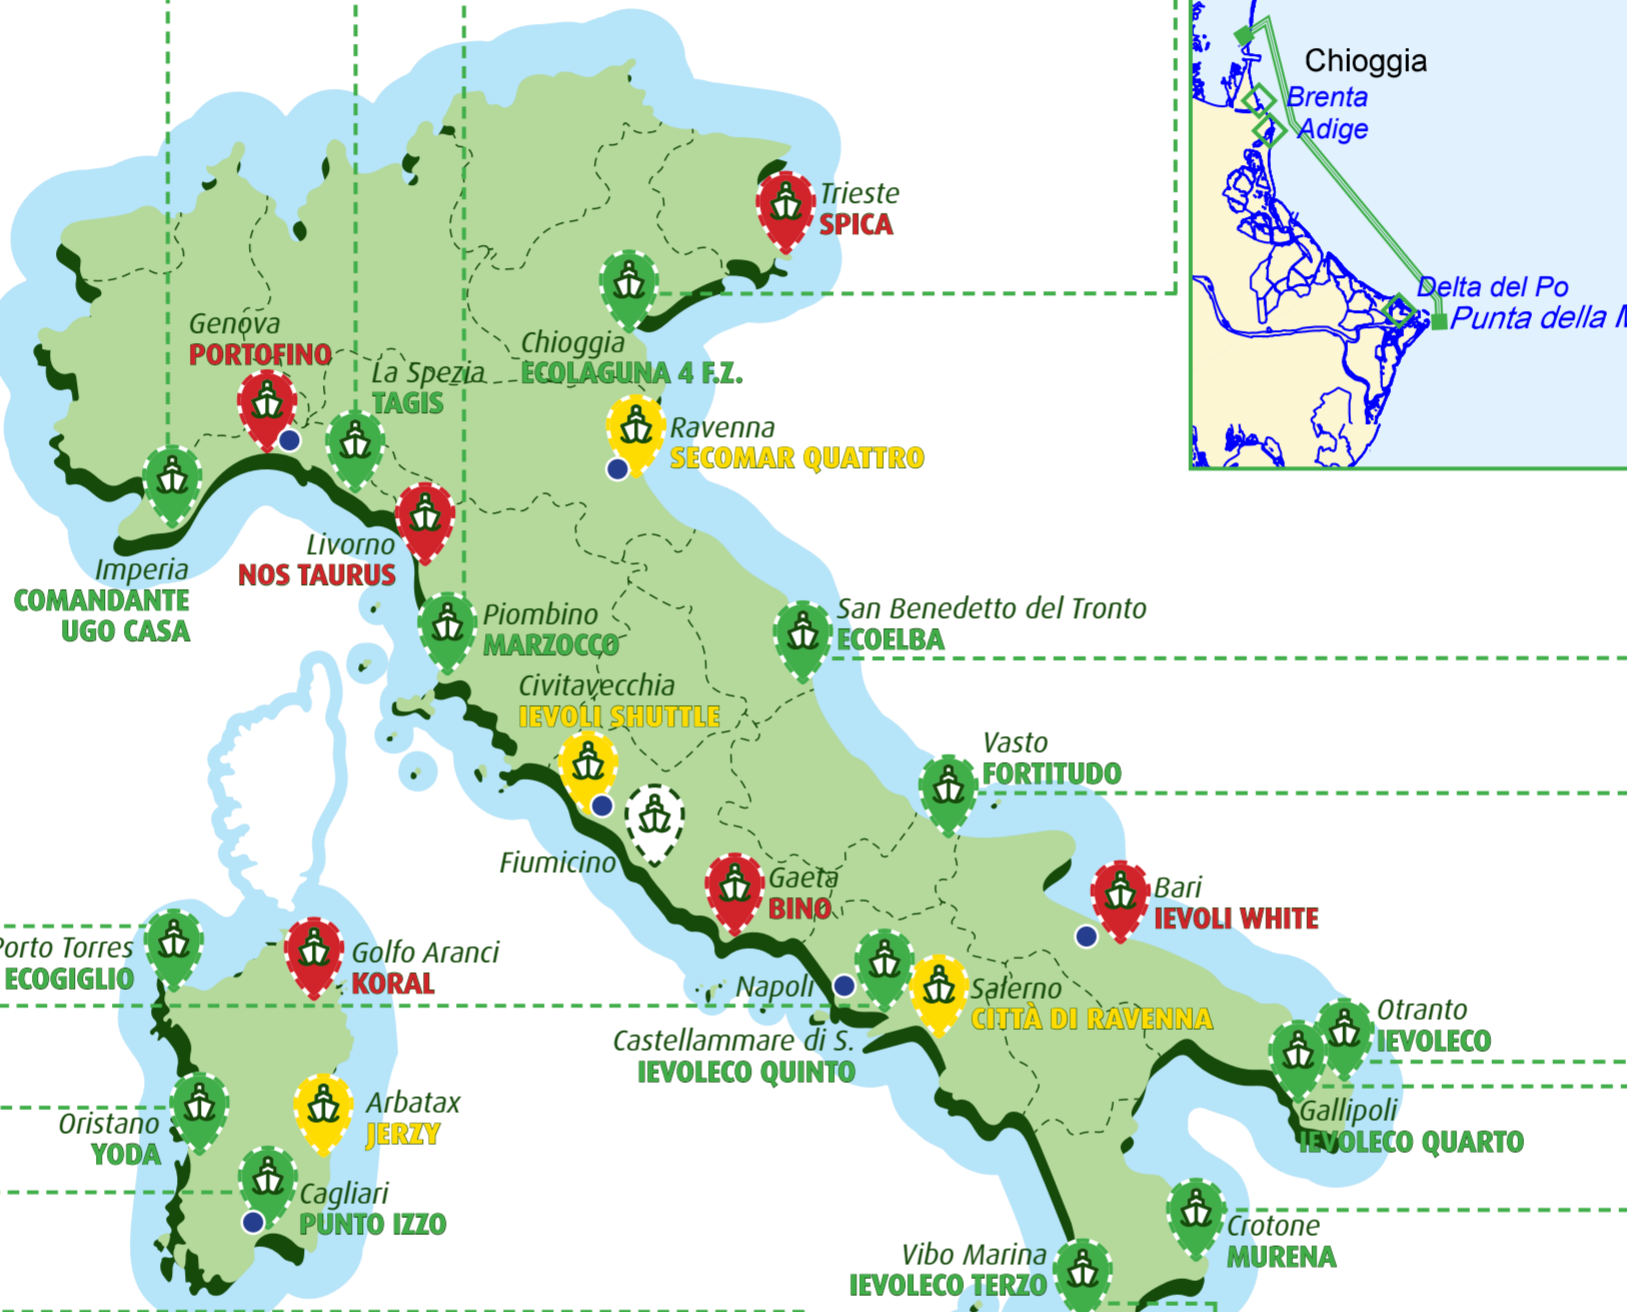 Chioggia
Brenta
Adige
Delta del Po
Punta della
Trieste
SPICA
Genova
PORTOFINO
La Spezia
TAGIS
Chioggia
ECOLAGUNA 4 F.Z.
Ravenna
SECOMAR QUATTRO
Livorno
NOS TAURUS
Imperia
COMANDANTE
UGO CASA
Piombino
MARZOCCO
San Benedetto del Tronto
ECOELBA
Civitavecchia
IEVOLI SHUTTLE
Vasto
FORTITUDO
Fiumicino
Gaeta
BINO
Bari
IEVOLI WHITE
Porto Torres
ECOGIGLIO
Golfo Aranci
KORAL
Napoli
Salerno
CITTÀ DI RAVENNA
Castellammare di S.
IEVOLECO QUINTO
Otranto
IEVOLECO
Gallipoli
IEVOLECO QUARTO
Oristano
YODA
Arbatax
JERZY
Cagliari
PUNTO IZZO
Crotone
MURENA
Vibo Marina
IEVOLECO TERZO